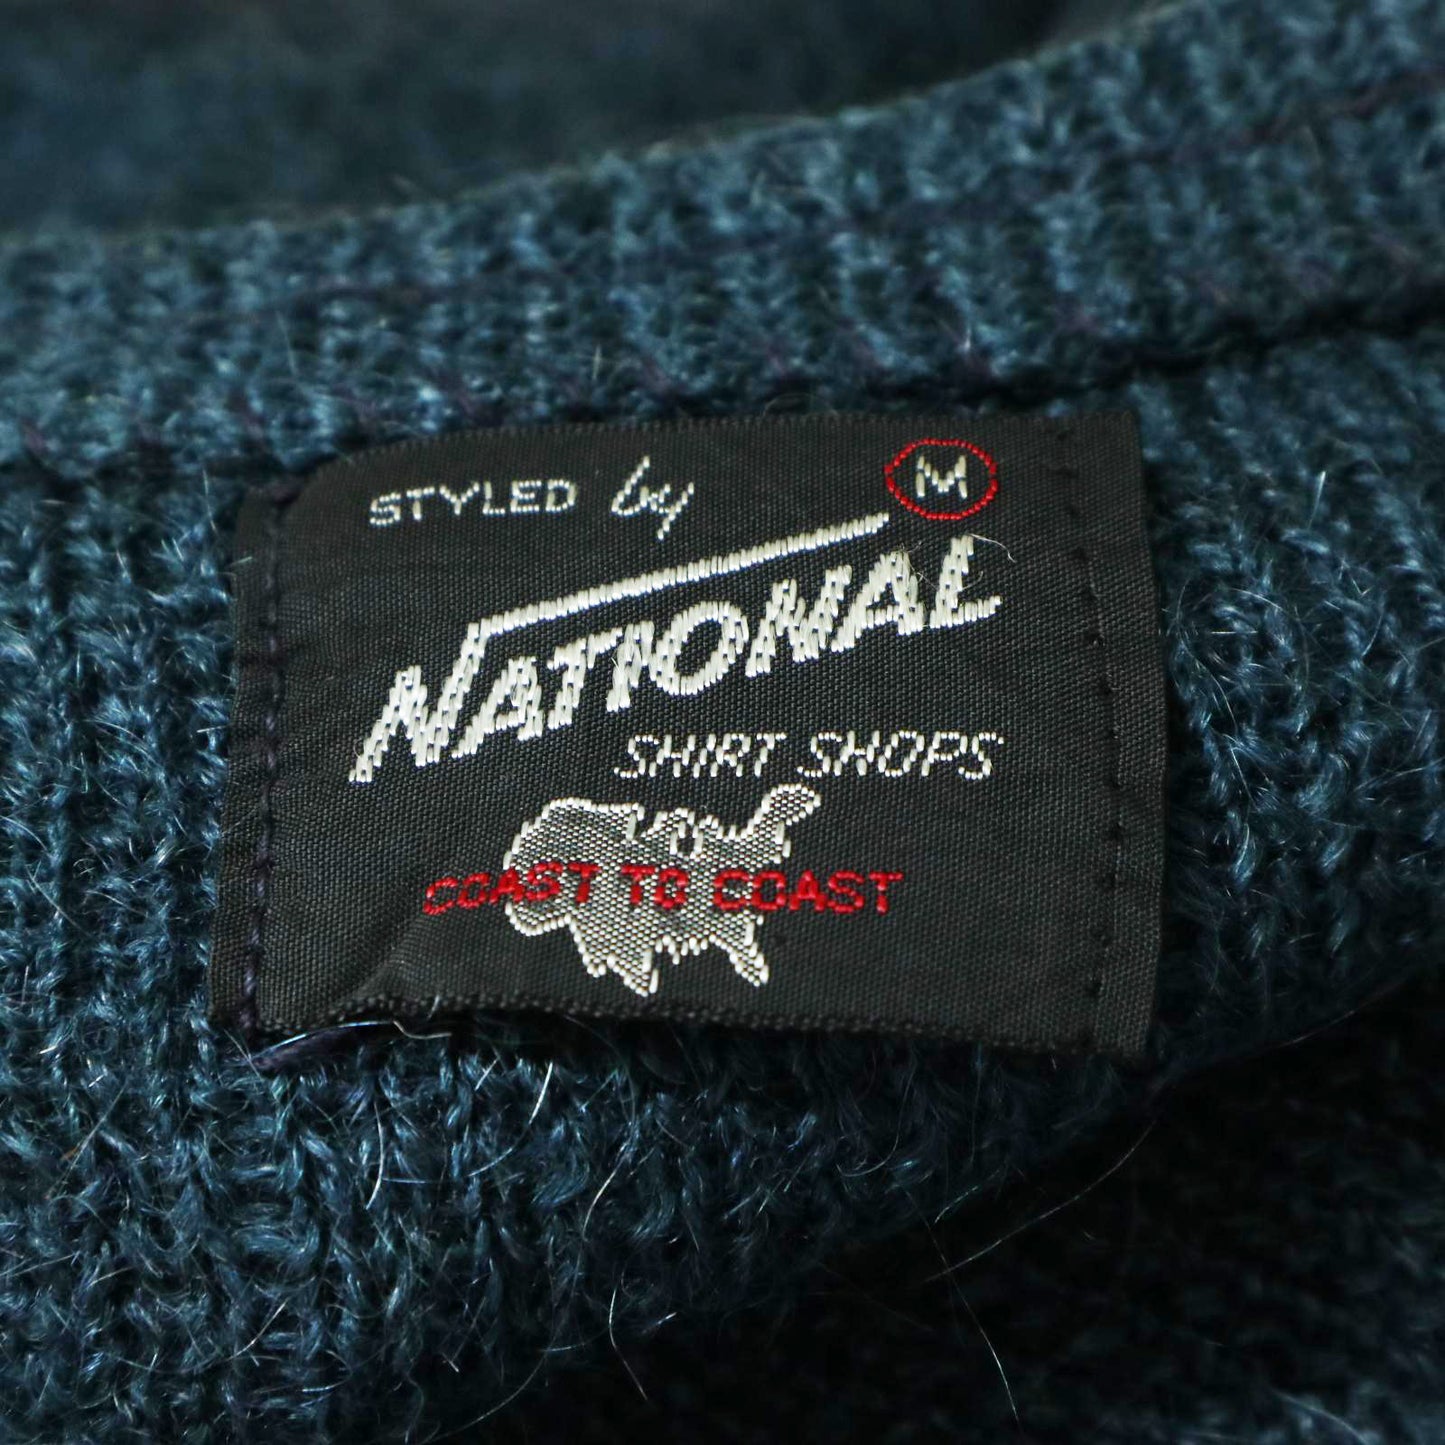 STYLED by
M
NATIONAL
SHIRT SHOPS
COAST TO COAST